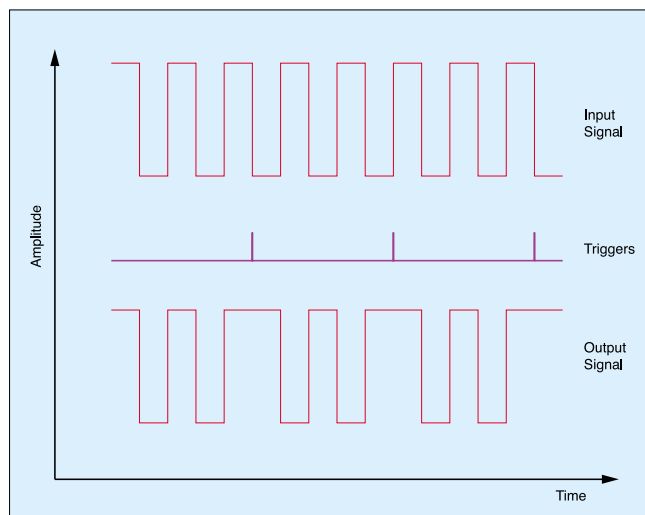 Input
Signal
Amplitude
Triggers
Output
Signal
Time